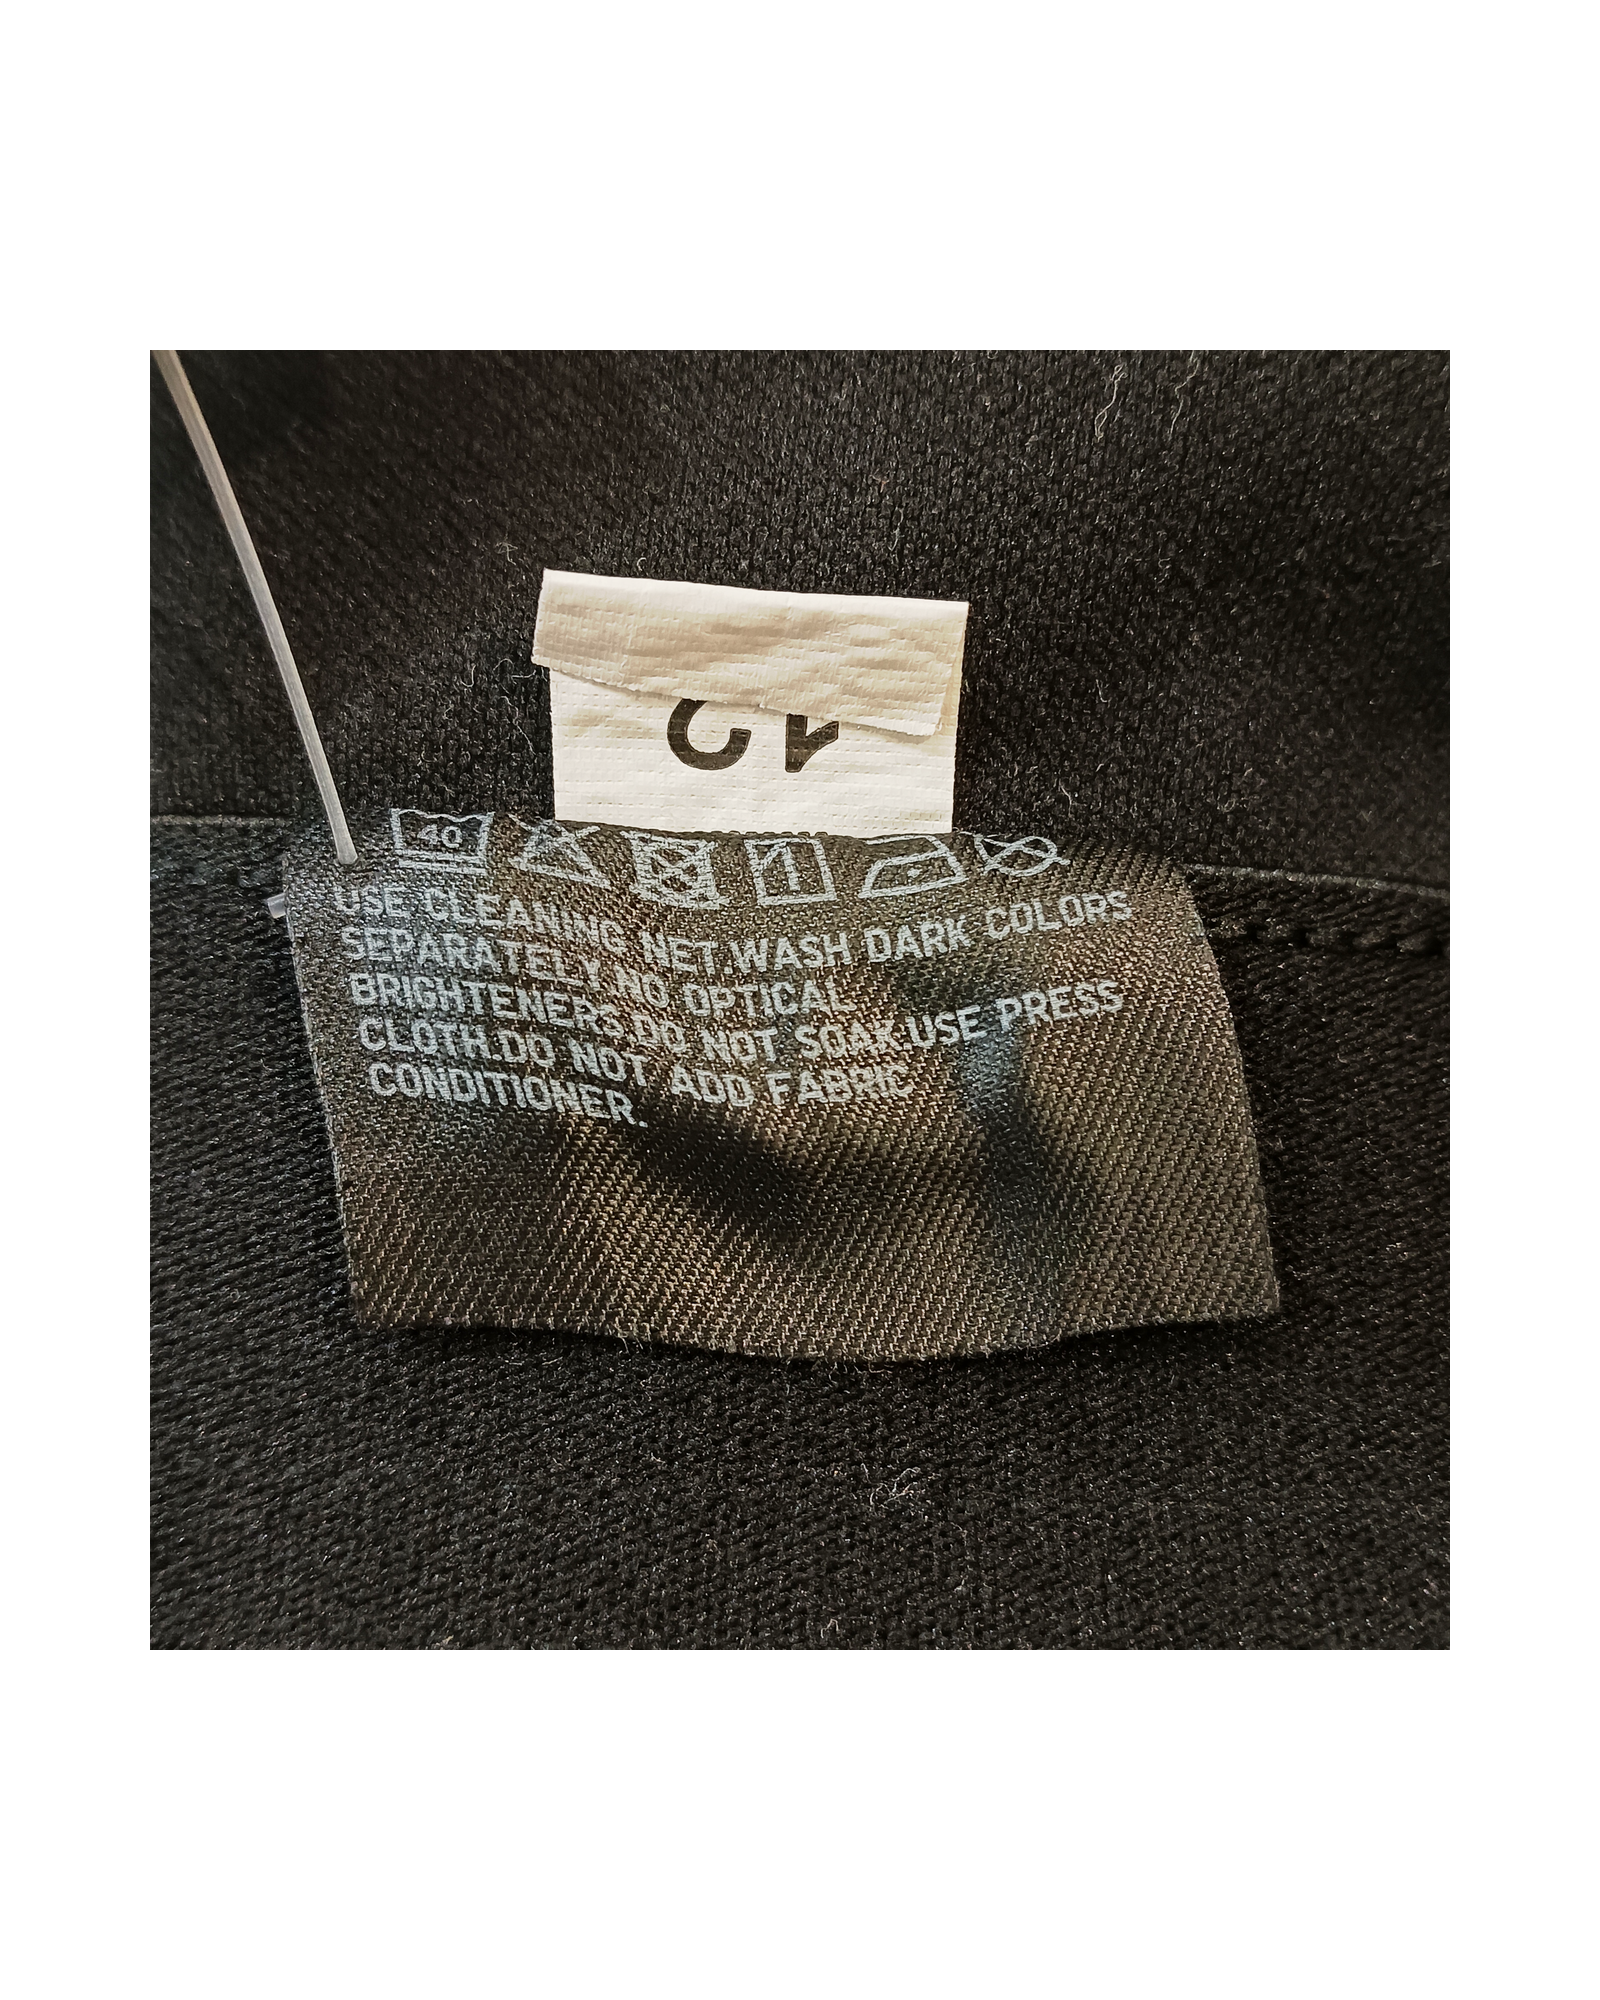 40
USE CLEANING NET.WASH DARK COLORS
SEPARATELY.NO OPTICAL
BRIGHTENERS.DO NOT SOAK.USE PRESS
CLOTH.DO NOT ADD FABRIC
CONDITIONER.